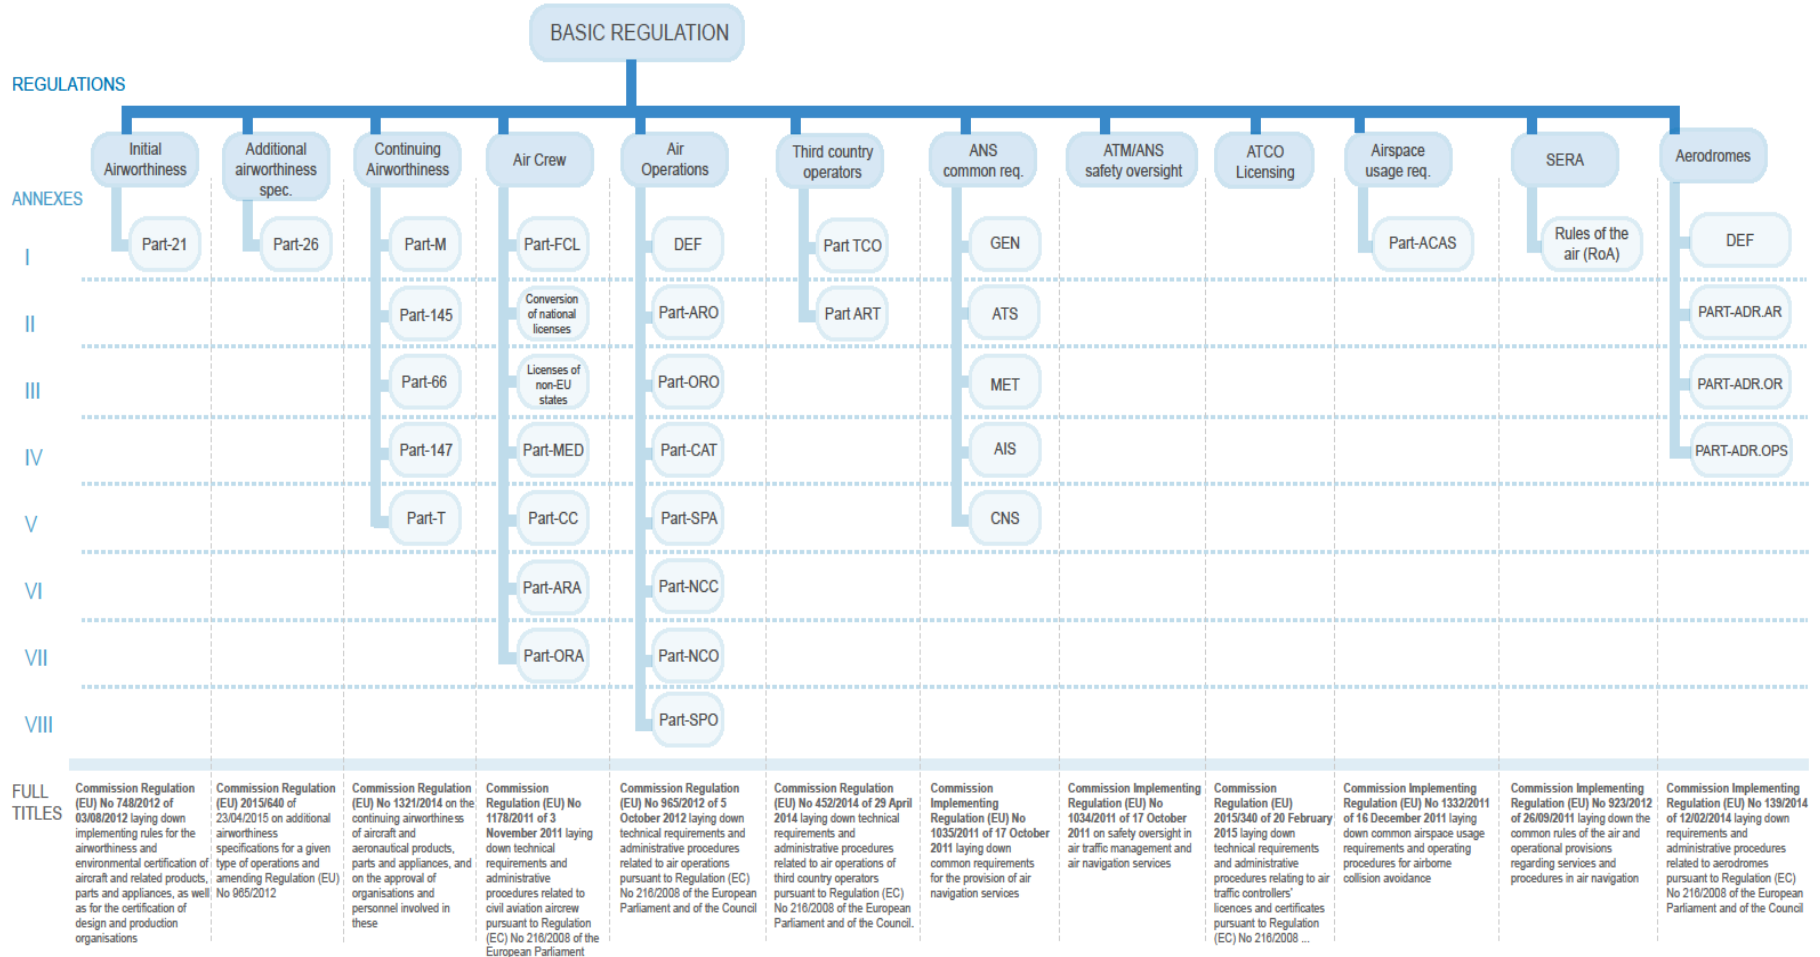 BASIC REGULATION
REGULATIONS
Initial
Airworthiness
Additional
airworthiness
spec.
Continuing
Airworthiness
Air Crew
Air
Operations
Third country
operators
ANS
common req.
ATM/ANS
safety oversight
ATCO
Licensing
Airspace
usage req.
SERA
Aerodromes
ANNEXES
I
Part-21
Part-26
Part-M
Part-FCL
DEF
Part TCO
GEN
Part-ACAS
Rules of the
air (RoA)
DEF
II
Part-145
Conversion
of national
licenses
Part-ARO
Part ART
ATS
PART-ADR.AR
III
Part-66
Licenses of
non-EU
states
Part-ORO
MET
PART-ADR.OR
IV
Part-147
Part-MED
Part-CAT
AIS
PART-ADR.OPS
V
Part-T
Part-CC
Part-SPA
CNS
VI
Part-ARA
Part-NCC
VII
Part-ORA
Part-NCO
VIII
Part-SPO
FULL
TITLES
Commission Regulation
(EU) No 748/2012 of
03/08/2012 laying down
implementing rules for the
airworthiness and
environmental certification of
aircraft and related products,
parts and appliances, as well
as for the certification of
design and production
organisations
Commission Regulation
(EU) 2015/640 of
23/04/2015 on additional
airworthiness
specifications for a given
type of operations and
amending Regulation (EU)
No 965/2012
Commission Regulation
(EU) No 1321/2014 on the
continuing airworthiness
of aircraft and
aeronautical products,
parts and appliances, and
on the approval of
organisations and
personnel involved in
these
Commission
Regulation (EU) No
1178/2011 of 3
November 2011 laying
down technical
requirements and
administrative
procedures related to
civil aviation aircrew
pursuant to Regulation
(EC) No 216/2008 of the
European Parliament
Commission Regulation
(EU) No 965/2012 of 5
October 2012 laying down
technical requirements and
administrative procedures
related to air operations
pursuant to Regulation (EC)
No 216/2008 of the European
Parliament and of the Council
Commission Regulation
(EU) No 452/2014 of 29 April
2014 laying down technical
requirements and
administrative procedures
related to air operations of
third country operators
pursuant to Regulation (EC)
No 216/2008 of the European
Parliament and of the Council.
Commission
Implementing
Regulation (EU) No
1035/2011 of 17 October
2011 laying down
common requirements
for the provision of air
navigation services
Commission Implementing
Regulation (EU) No
1034/2011 of 17 October
2011 on safety oversight in
air traffic management and
air navigation services
Commission
Regulation (EU)
2015/340 of 20 February
2015 laying down
technical requirements
and administrative
procedures relating to air
traffic controllers'
licences and certificates
pursuant to Regulation
(EC) No 216/2008 ...
Commission Implementing
Regulation (EU) No 1332/2011
of 16 December 2011 laying
down common airspace usage
requirements and operating
procedures for airborne
collision avoidance
Commission Implementing
Regulation (EU) No 923/2012
of 26/09/2011 laying down the
common rules of the air and
operational provisions
regarding services and
procedures in air navigation
Commission Implementing
Regulation (EU) No 139/2014
of 12/02/2014 laying down
requirements and
administrative procedures
related to aerodromes
pursuant to Regulation (EC)
No 216/2008 of the European
Parliament and of the Council